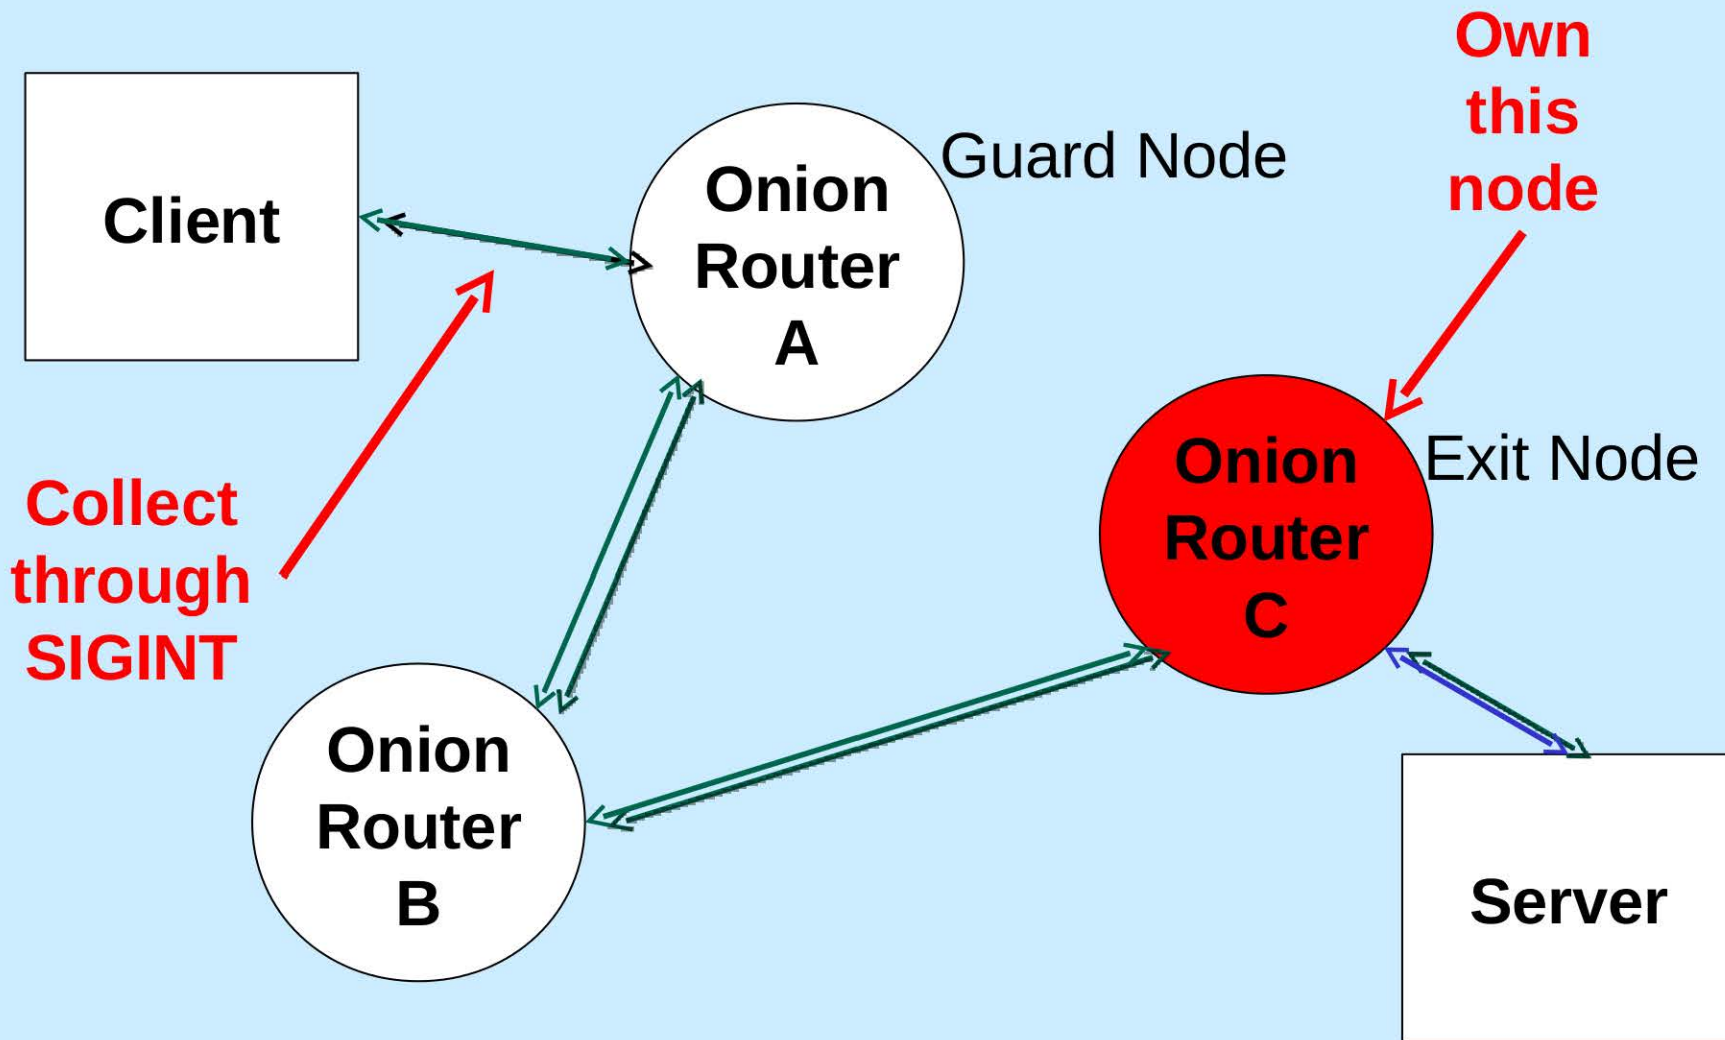 Own
this
node
Client
Onion
Router
A
Guard Node
Collect
through
SIGINT
Onion
Router
C
Exit Node
Onion
Router
B
Server